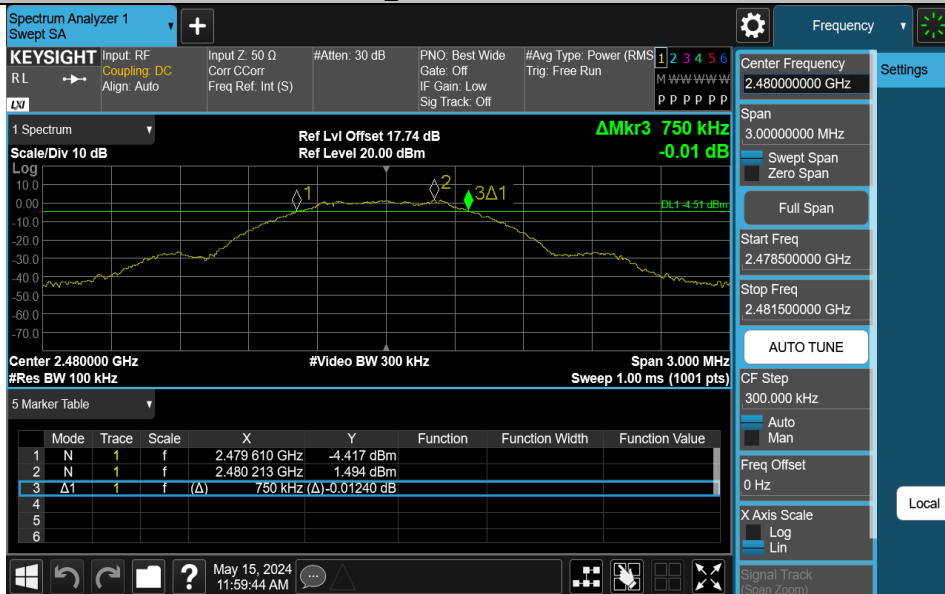 Spectrum Analyzer 1
Swept SA
+
Frequency
KEYSIGHT
RL
LXI
Input: RF
Coupling: DC
Align: Auto
Input Z: 50 Ω
Corr CCorr
Freq Ref: Int (S)
#Atten: 30 dB
PNO: Best Wide
Gate: Off
IF Gain: Low
Sig Track: Off
#Avg Type: Power (RMS
Trig: Free Run
1 2 3 4 5 6
M W W W W W
P P P P P P
1 Spectrum
Scale/Div 10 dB
Ref Lvl Offset 17.74 dB
Ref Level 20.00 dBm
ΔMkr3 750 kHz
-0.01 dB
Log
10.0
0.00
-10.0
-20.0
-30.0
-40.0
-50.0
-60.0
-70.0
1
2
3Δ1
DL1 -4.51 dBm
Center 2.480000 GHz
#Video BW 300 kHz
Span 3.000 MHz
#Res BW 100 kHz
Sweep 1.00 ms (1001 pts)
5 Marker Table
Mode Trace Scale X Y Function Function Width Function Value
1 N 1 f 2.479 610 GHz -4.417 dBm
2 N 1 f 2.480 213 GHz 1.494 dBm
3 Δ1 1 f (Δ) 750 kHz (Δ) -0.01240 dB
4
5
6
?
May 15, 2024
11:59:44 AM
Center Frequency
2.480000000 GHz
Settings
Span
3.00000000 MHz
Swept Span
Zero Span
Full Span
Start Freq
2.478500000 GHz
Stop Freq
2.481500000 GHz
AUTO TUNE
CF Step
300.000 kHz
Auto
Man
Freq Offset
0 Hz
Local
X Axis Scale
Log
Lin
Signal Track
(Span Zoom)